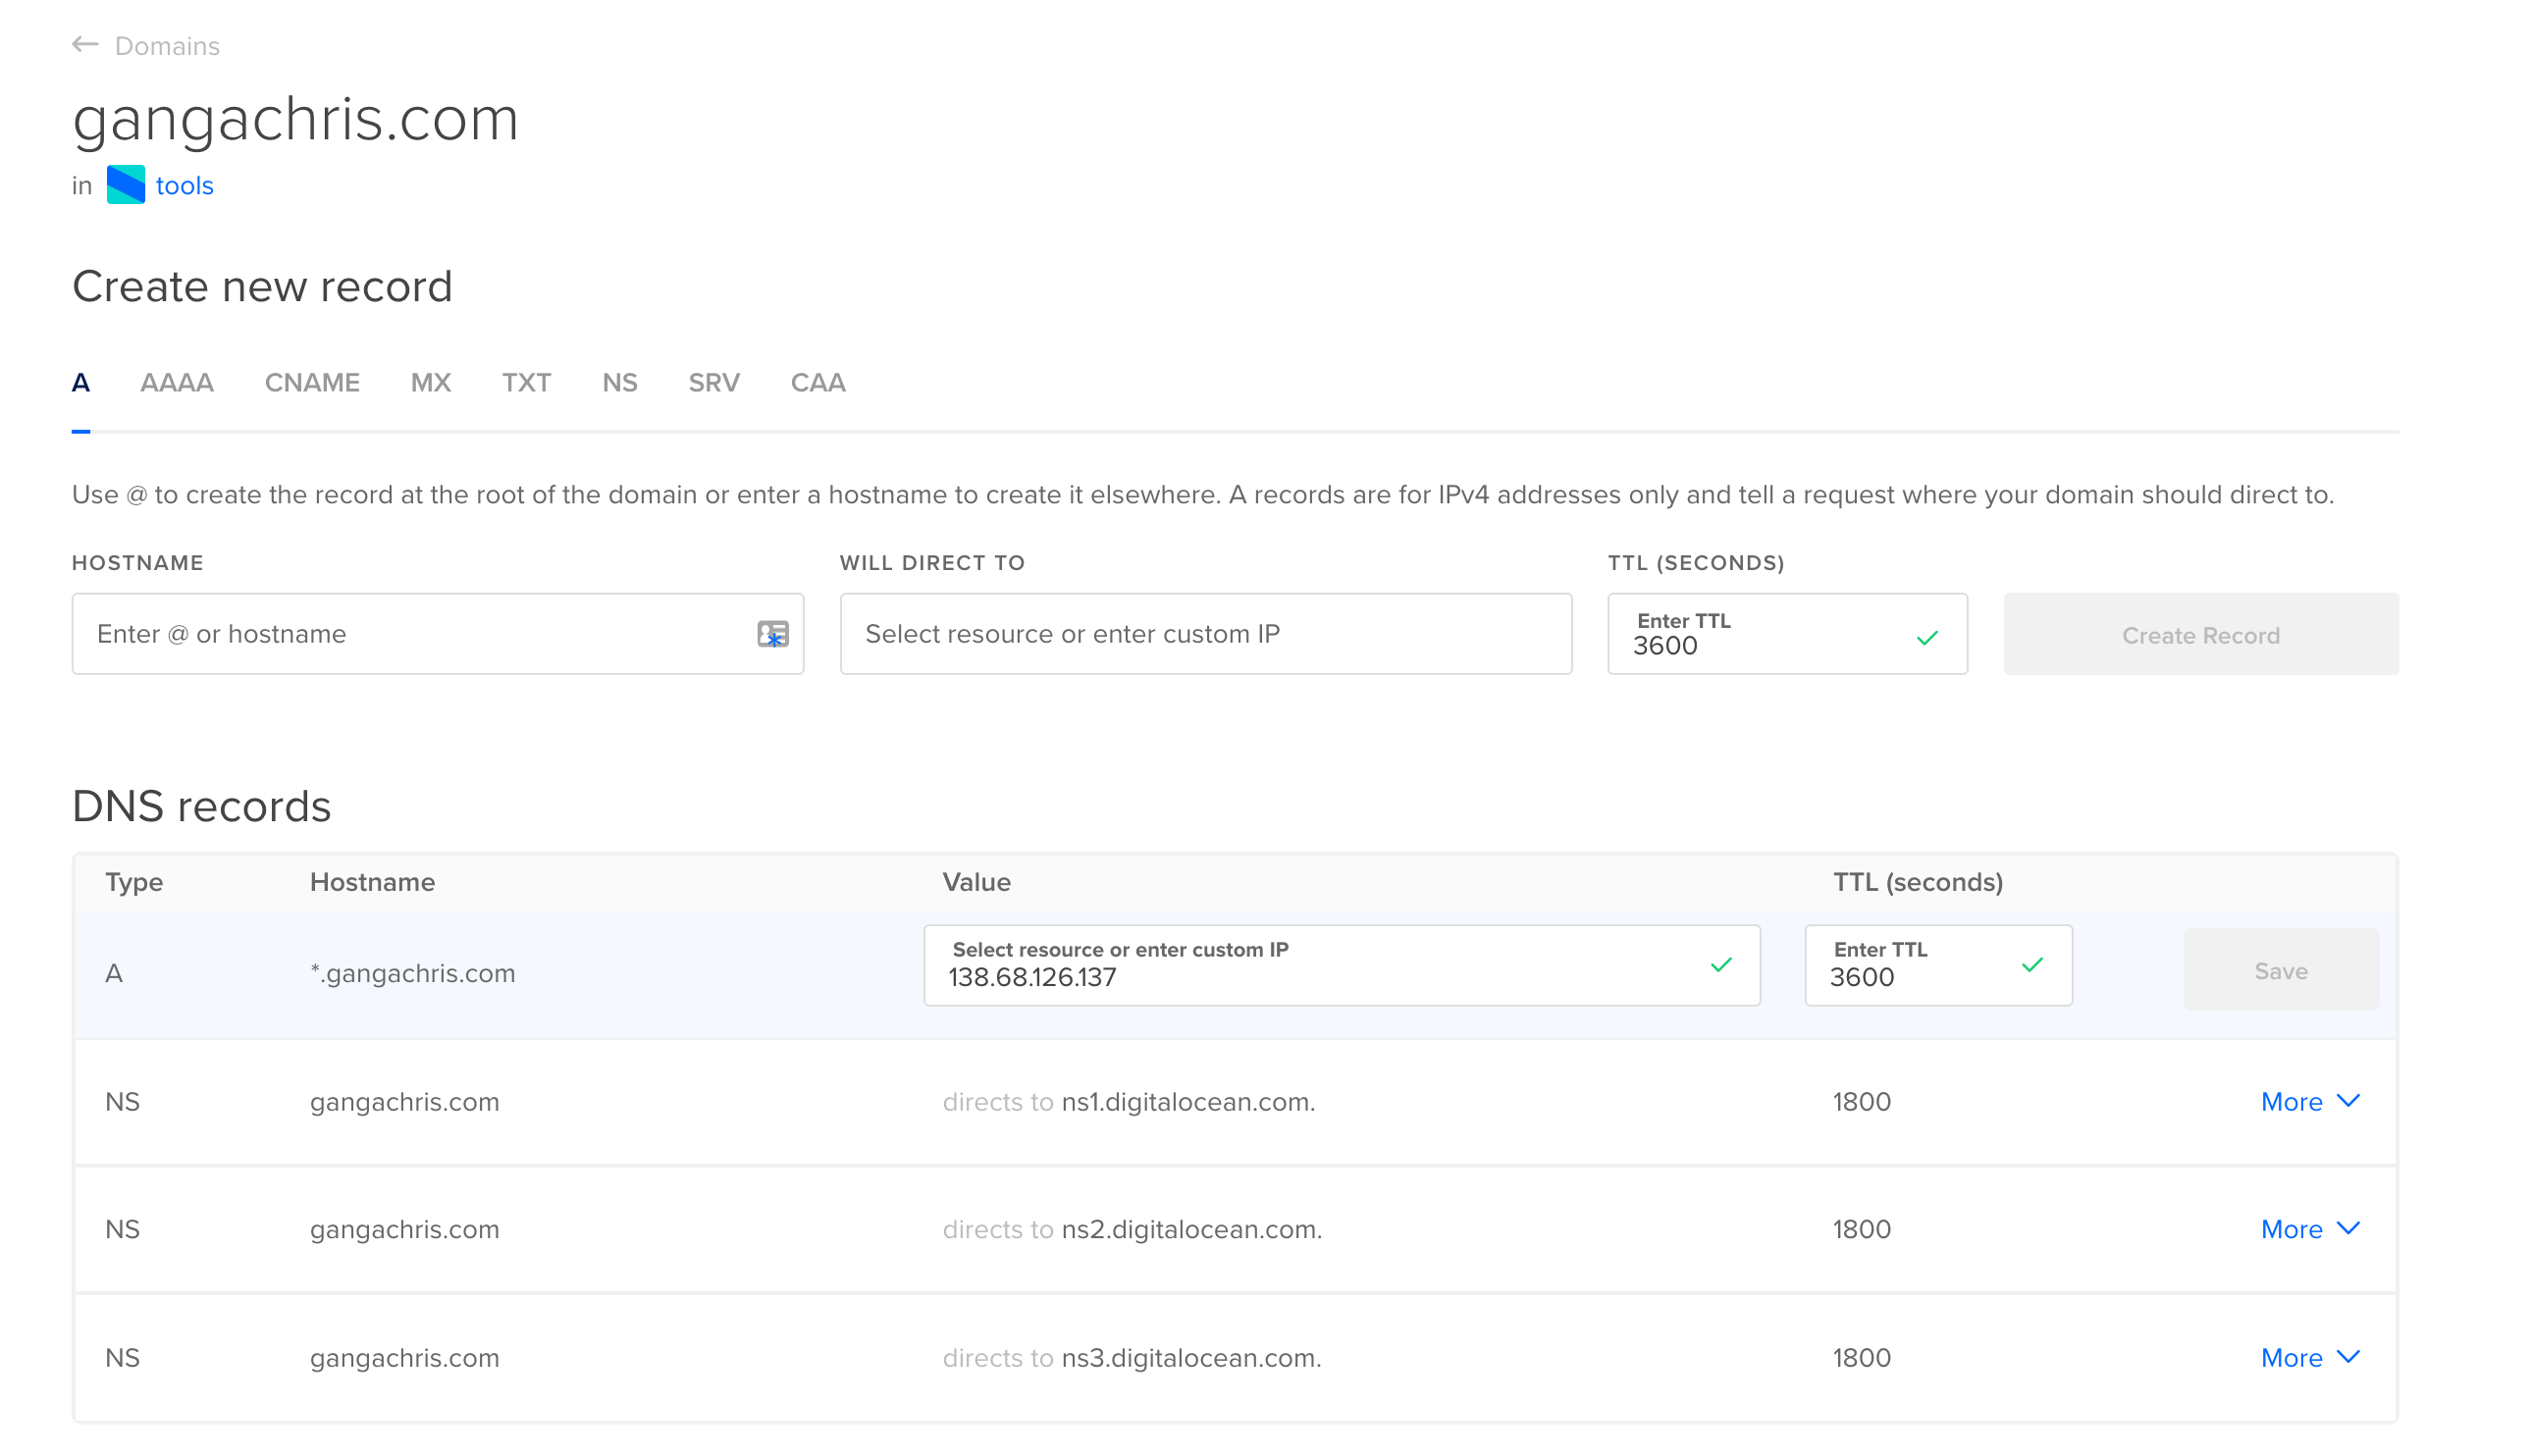 ← Domains
gangachris.com
in tools
Create new record
A AAAA CNAME MX TXT NS SRV CAA
Use @ to create the record at the root of the domain or enter a hostname to create it elsewhere. A records are for IPv4 addresses only and tell a request where your domain should direct to.
HOSTNAME WILL DIRECT TO TTL (SECONDS)
Enter @ or hostname Select resource or enter custom IP Enter TTL 3600 Create Record
DNS records
Type Hostname Value TTL (seconds)
Select resource or enter custom IP Enter TTL
A *.gangachris.com 138.68.126.137 3600 Save
NS gangachris.com directs to ns1.digitalocean.com. 1800 More
NS gangachris.com directs to ns2.digitalocean.com. 1800 More
NS gangachris.com directs to ns3.digitalocean.com. 1800 More